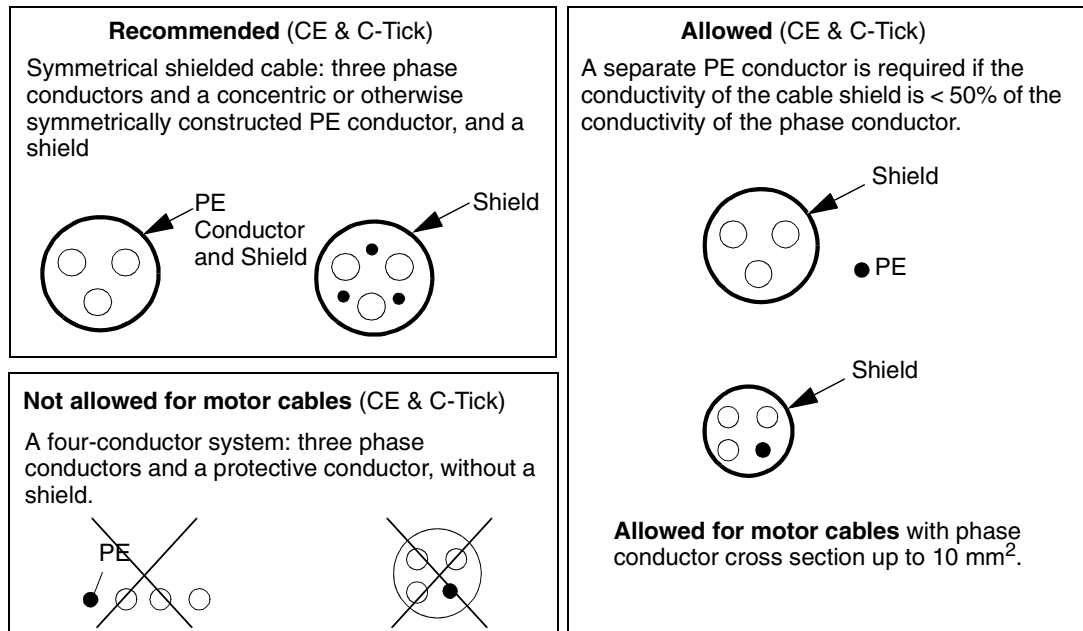 Recommended (CE & C-Tick)
Symmetrical shielded cable: three phase
conductors and a concentric or otherwise
symmetrically constructed PE conductor, and a
shield
PE
Conductor
and Shield
Shield
Not allowed for motor cables (CE & C-Tick)
A four-conductor system: three phase
conductors and a protective conductor, without a
shield.
PE
Allowed (CE & C-Tick)
A separate PE conductor is required if the
conductivity of the cable shield is < 50% of the
conductivity of the phase conductor.
Shield
PE
Shield
Allowed for motor cables with phase
conductor cross section up to 10 mm².